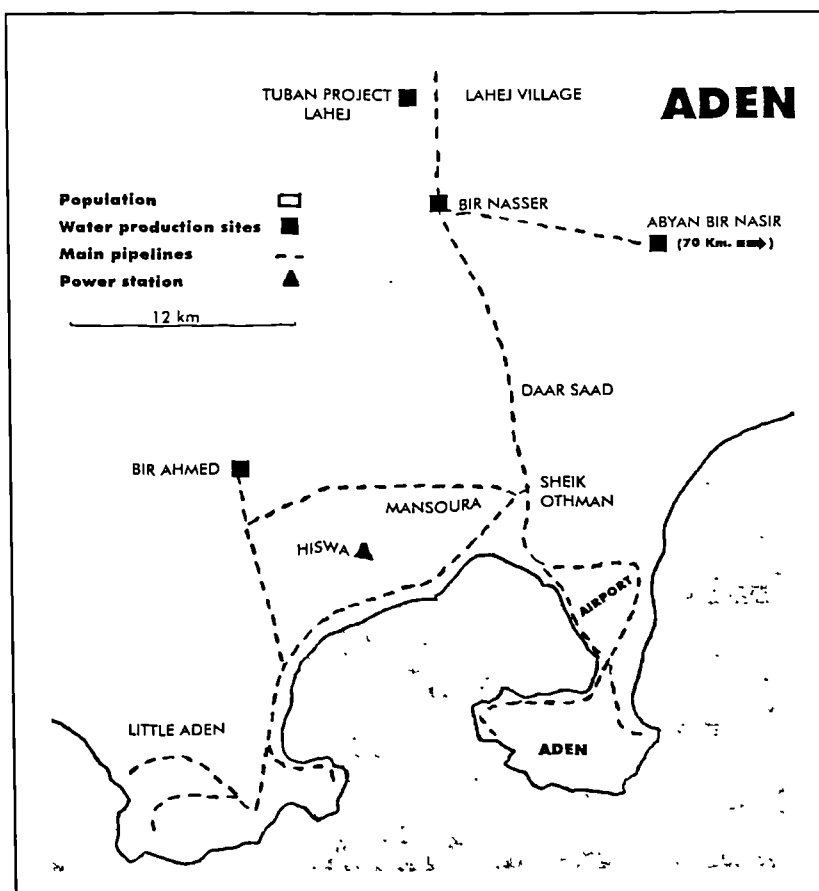 ADEN
TUBAN PROJECT
LAHEJ
LAHEJ VILLAGE
Population
Water production sites
Main pipelines
Power station
12 km
BIR NASSER
ABYAN BIR NASIR
(70 Km. ➡)
DAAR SAAD
BIR AHMED
SHEIK
OTHMAN
MANSOURA
HISWA
AIRPORT
LITTLE ADEN
ADEN